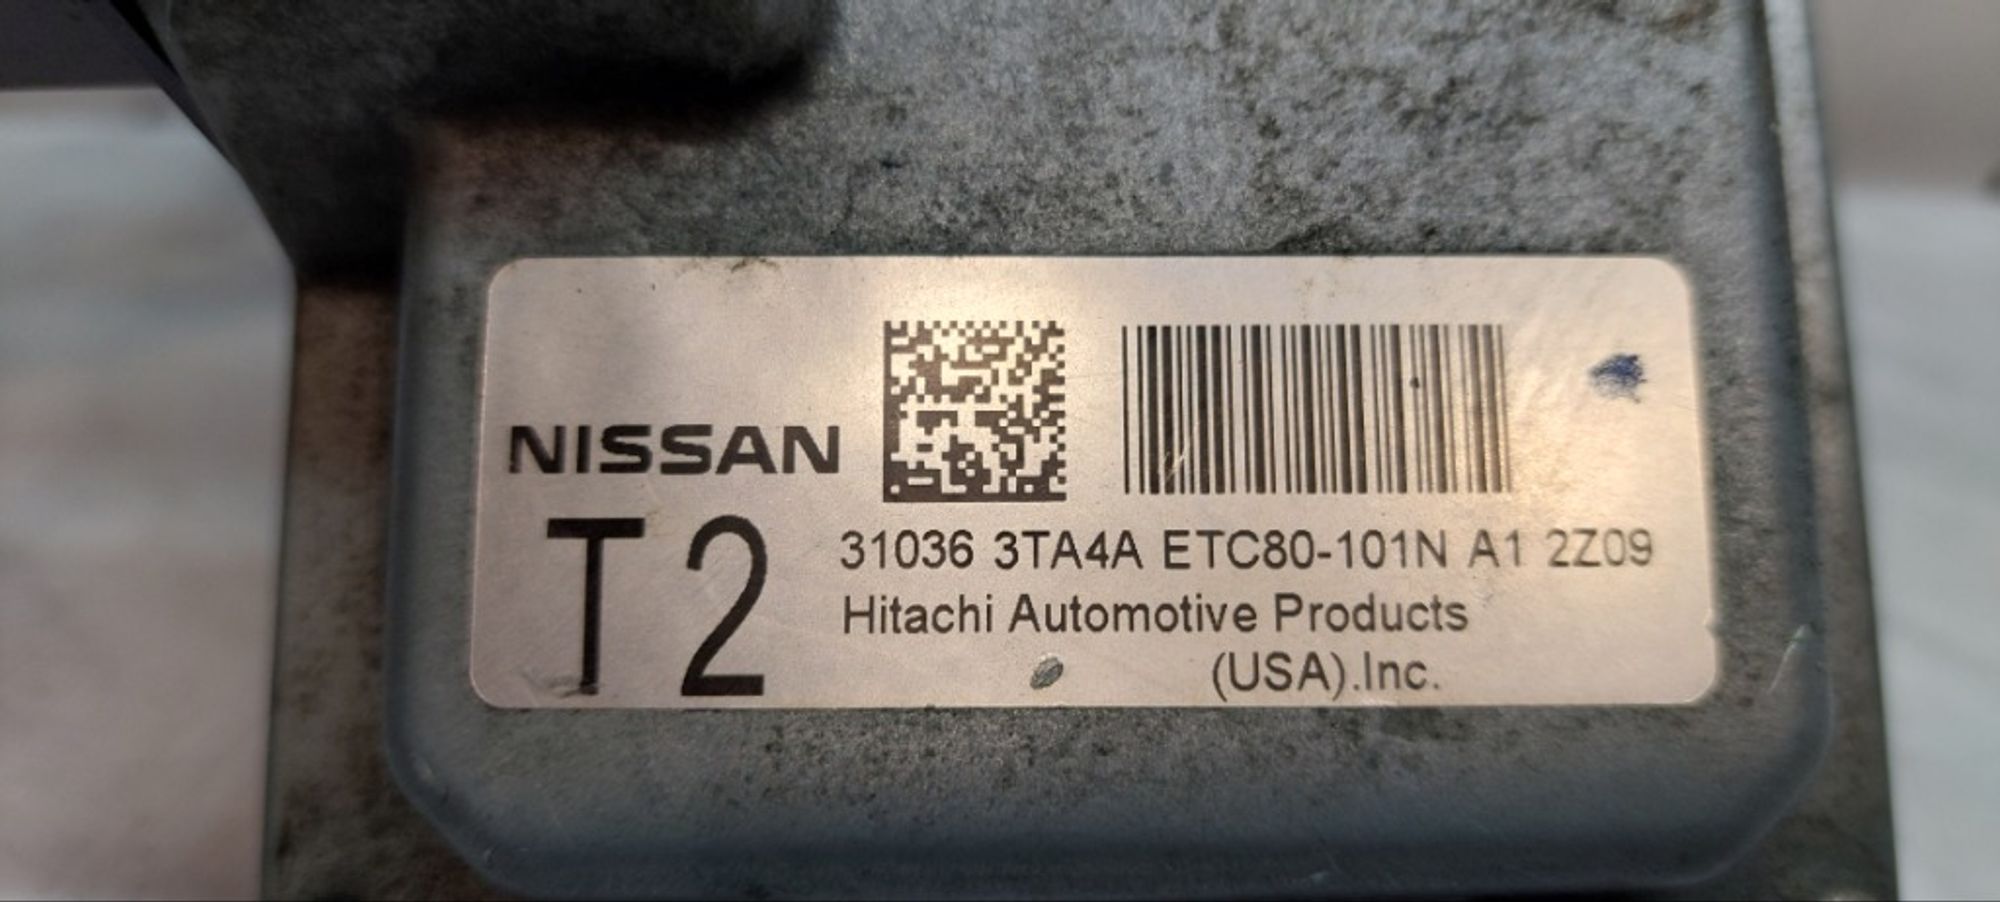 NISSAN
T2
31036 3TA4A ETC80-101N A1 2Z09
Hitachi Automotive Products
(USA).Inc.